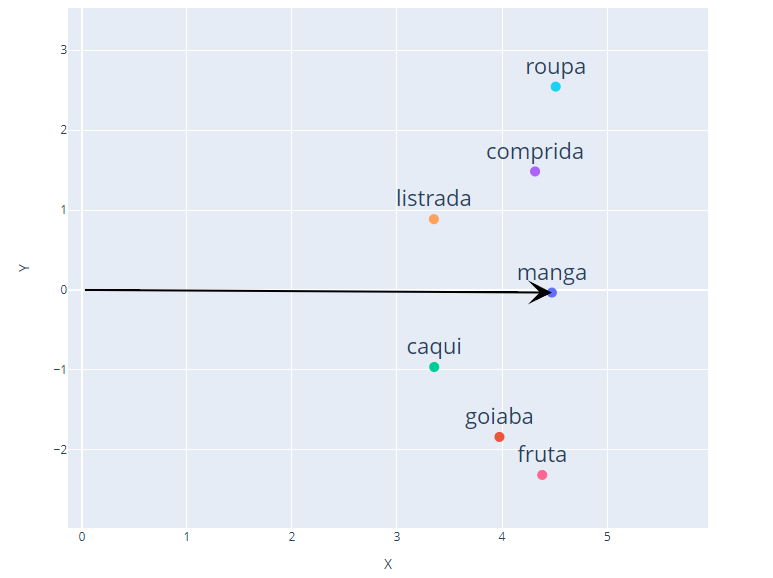 3
roupa
2
comprida
listrada
1
Y
manga
0
caqui
−1
goiaba
−2
fruta
0 1 2 3 4 5
X